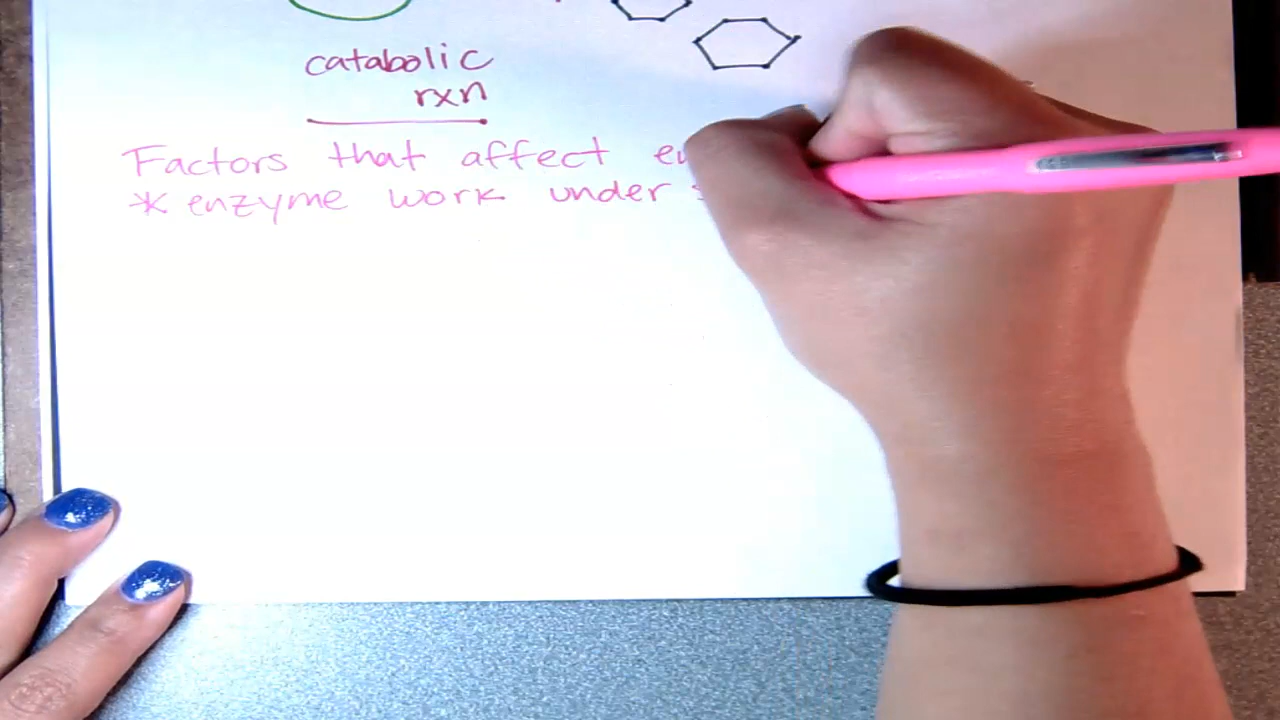 catabolic
rxn
Factors that affect
* enzyme work under